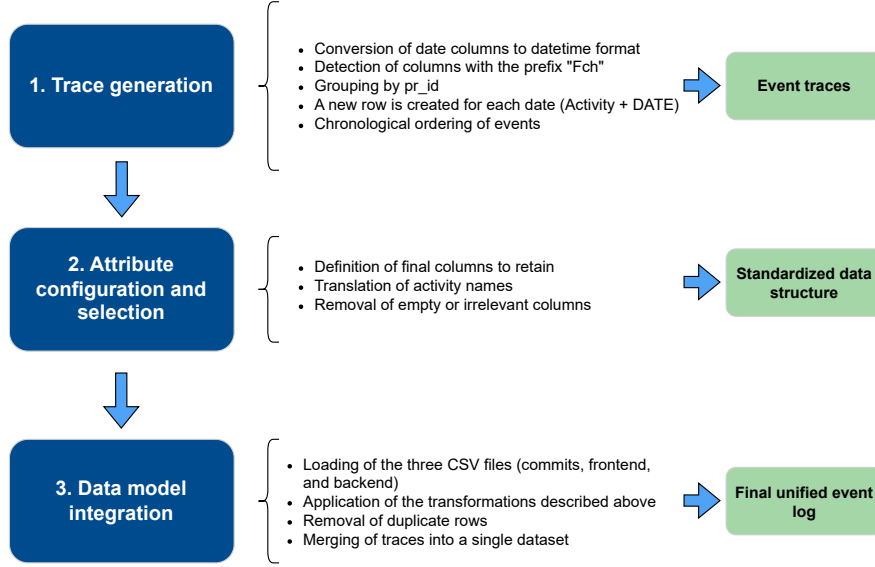 1. Trace generation
• Conversion of date columns to datetime format
• Detection of columns with the prefix "Fch"
• Grouping by pr_id
• A new row is created for each date (Activity + DATE)
• Chronological ordering of events
Event traces
2. Attribute
configuration and
selection
• Definition of final columns to retain
• Translation of activity names
• Removal of empty or irrelevant columns
Standardized data
structure
3. Data model
integration
• Loading of the three CSV files (commits, frontend,
and backend)
• Application of the transformations described above
• Removal of duplicate rows
• Merging of traces into a single dataset
Final unified event
log